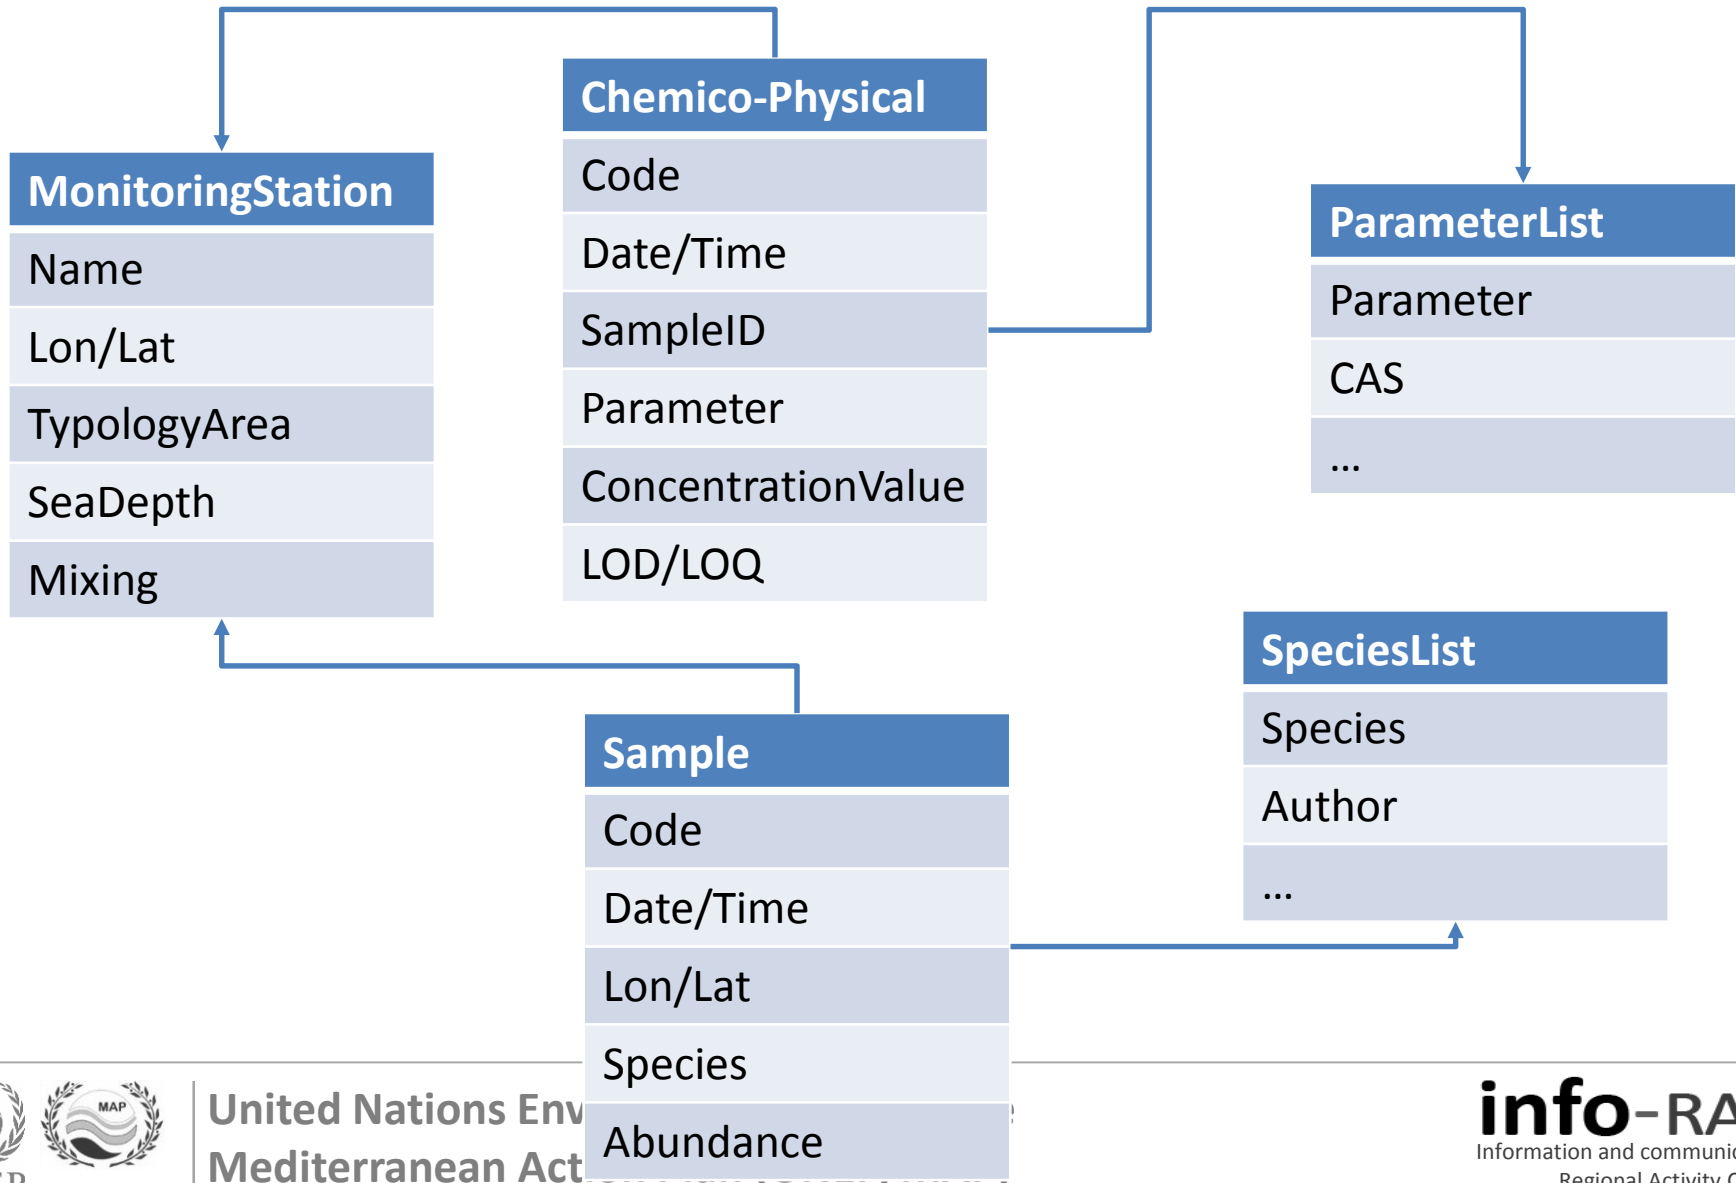 Chemico-Physical
Code
Date/Time
SampleID
Parameter
ConcentrationValue
LOD/LOQ
MonitoringStation
Name
Lon/Lat
TypologyArea
SeaDepth
Mixing
ParameterList
Parameter
CAS
...
SpeciesList
Species
Author
...
Sample
Code
Date/Time
Lon/Lat
Species
Abundance
MAP
United Nations Env
Mediterranean Act
info-RA
Information and communic
Regional Activity